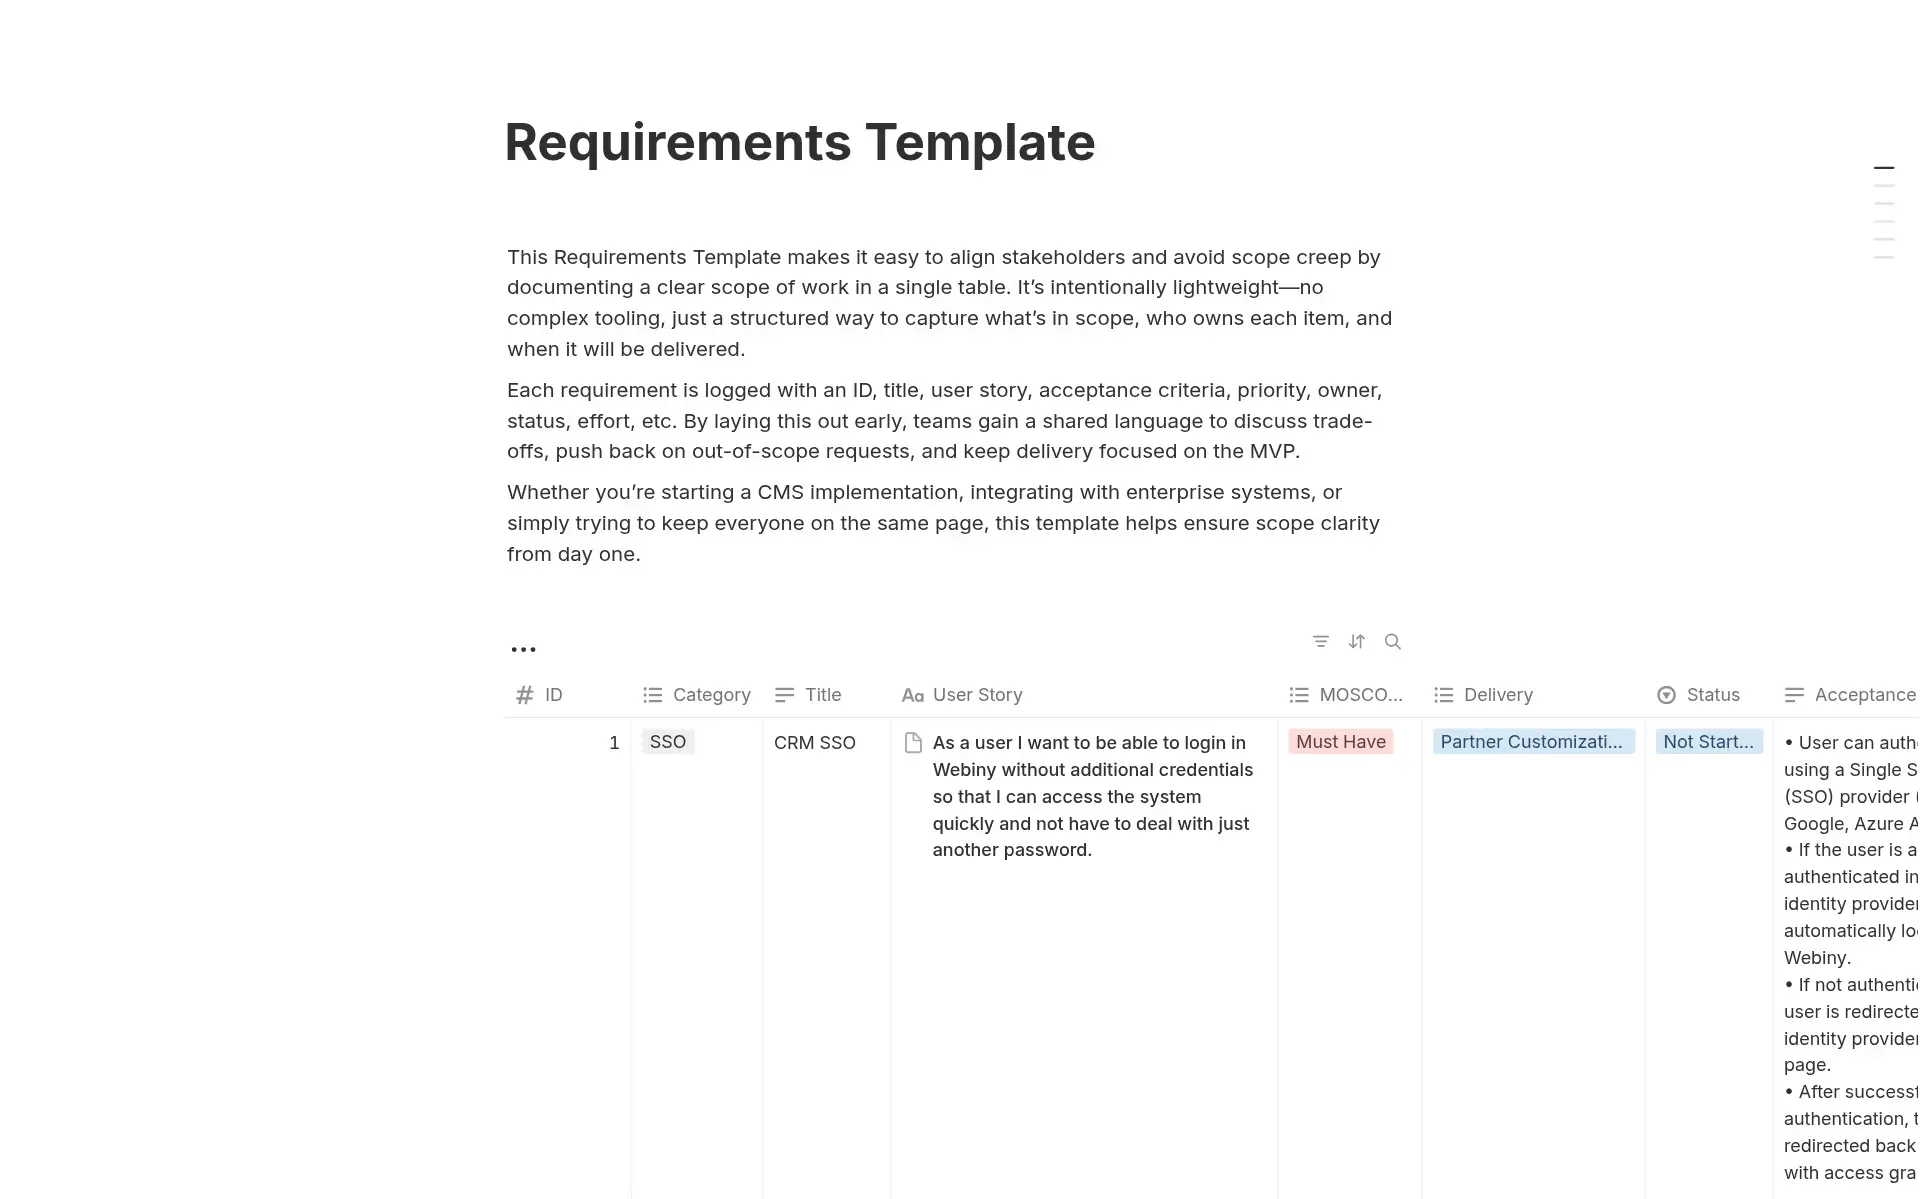 Requirements Template
This Requirements Template makes it easy to align stakeholders and avoid scope creep by
documenting a clear scope of work in a single table. It’s intentionally lightweight—no
complex tooling, just a structured way to capture what’s in scope, who owns each item, and
when it will be delivered.
Each requirement is logged with an ID, title, user story, acceptance criteria, priority, owner,
status, effort, etc. By laying this out early, teams gain a shared language to discuss trade-
offs, push back on out-of-scope requests, and keep delivery focused on the MVP.
Whether you’re starting a CMS implementation, integrating with enterprise systems, or
simply trying to keep everyone on the same page, this template helps ensure scope clarity
from day one.
...
ID
Category
Title
Aa User Story
MOSCO...
Delivery
Status
Acceptance
1
SSO
CRM SSO
As a user I want to be able to login in
Webiny without additional credentials
so that I can access the system
quickly and not have to deal with just
another password.
Must Have
Partner Customizati...
Not Start...
• User can
using a Single
(SSO) provider
Google, Azure
• If the user is
authenticated
identity
automatically
Webiny.
• If not
user is
identity
page.
• After
authentication,
redirected back
with access